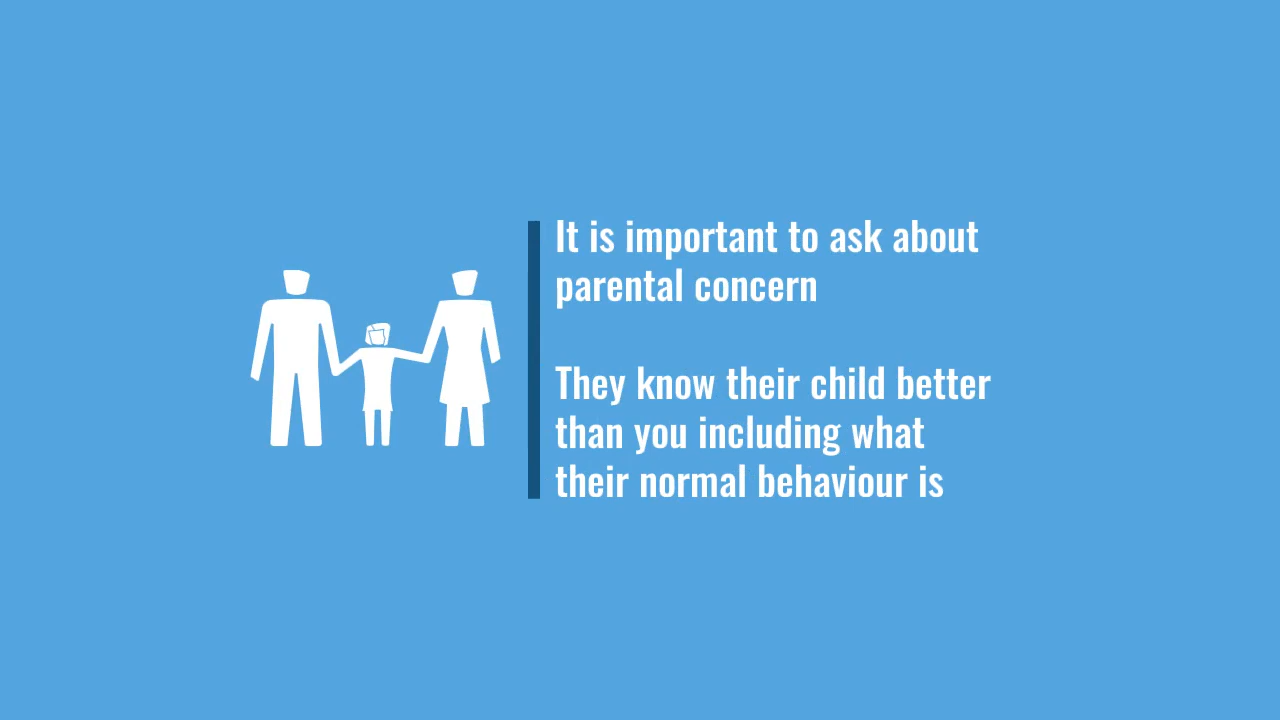 It is important to ask about
parental concern
They know their child better
than you including what
their normal behaviour is